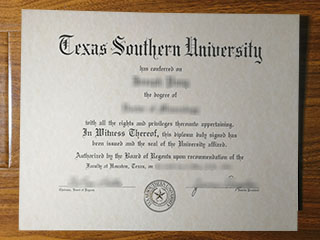 Texas Southern University
has conferred on
the degree of
with all the rights and privileges thereunto appertaining.
In Witness Thereof, this diploma duly signed has
been issued and the seal of the University affixed.
Authorized by the Board of Regents upon recommendation of the
Faculty at Houston, Texas,